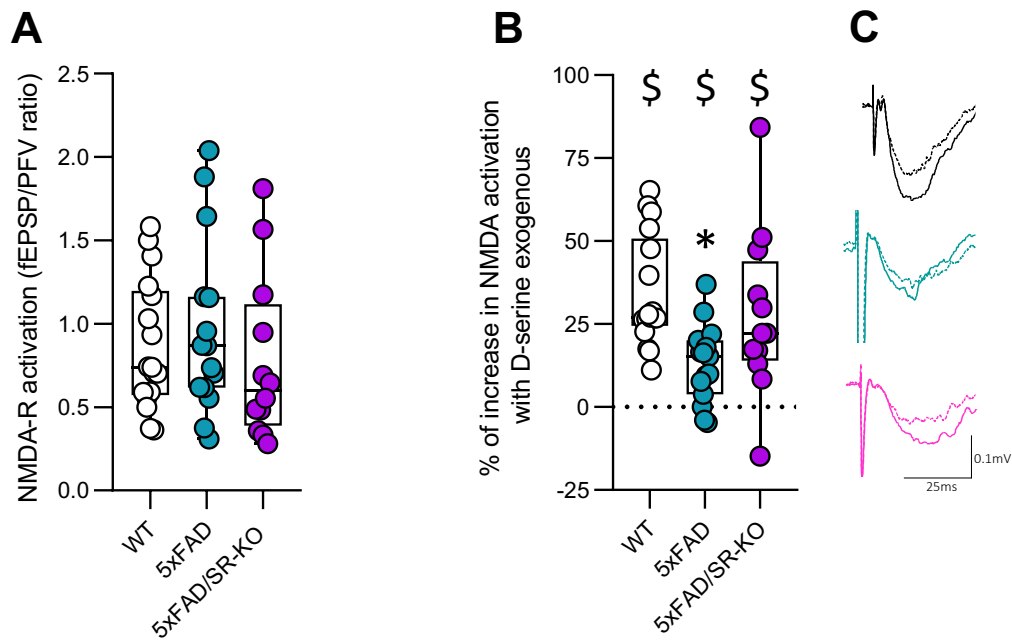 A
NMDA-R activation (fEPSP/PFV ratio)
2.5
2.0
1.5
1.0
0.5
0.0
WT
5xFAD
5xFAD/SR-KO
B
% of increase in NMDA activation
with D-serine exogenous
100
75
50
25
0
-25
$ $ $
*
WT
5xFAD
5xFAD/SR-KO
C
0.1mV
25ms